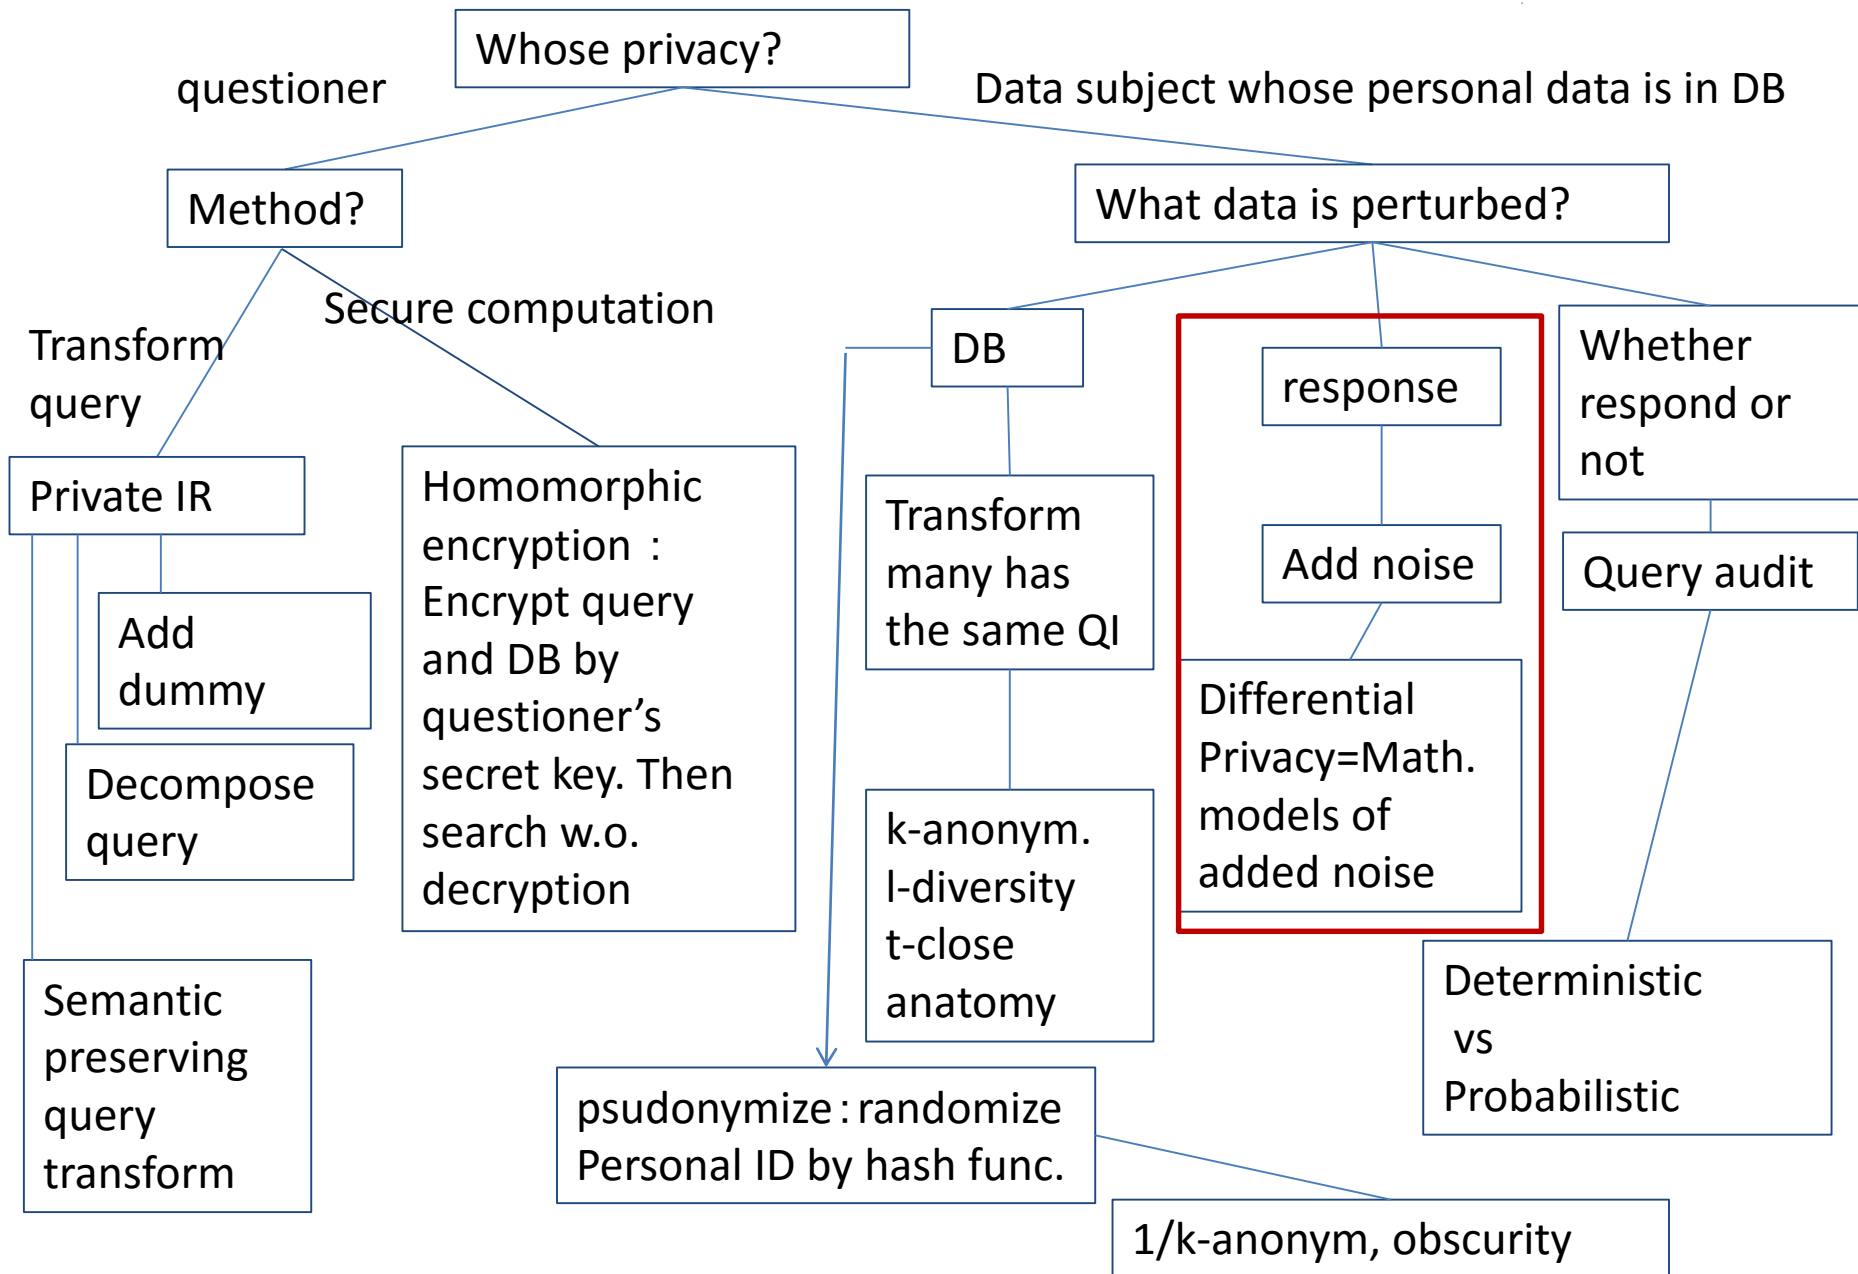 Whose privacy?
questioner
Data subject whose personal data is in DB
Method?
What data is perturbed?
Transform
query
Secure computation
DB
response
Whether
respond or
not
Private IR
Homomorphic
encryption：
Encrypt query
and DB by
questioner’s
secret key. Then
search w.o.
decryption
Transform
many has
the same QI
Add noise
Query audit
Add
dummy
Decompose
query
Differential
Privacy=Math.
models of
added noise
k-anonym.
l-diversity
t-close
anatomy
Semantic
preserving
query
transform
Deterministic
vs
Probabilistic
psudonymize：randomize
Personal ID by hash func.
1/k-anonym, obscurity